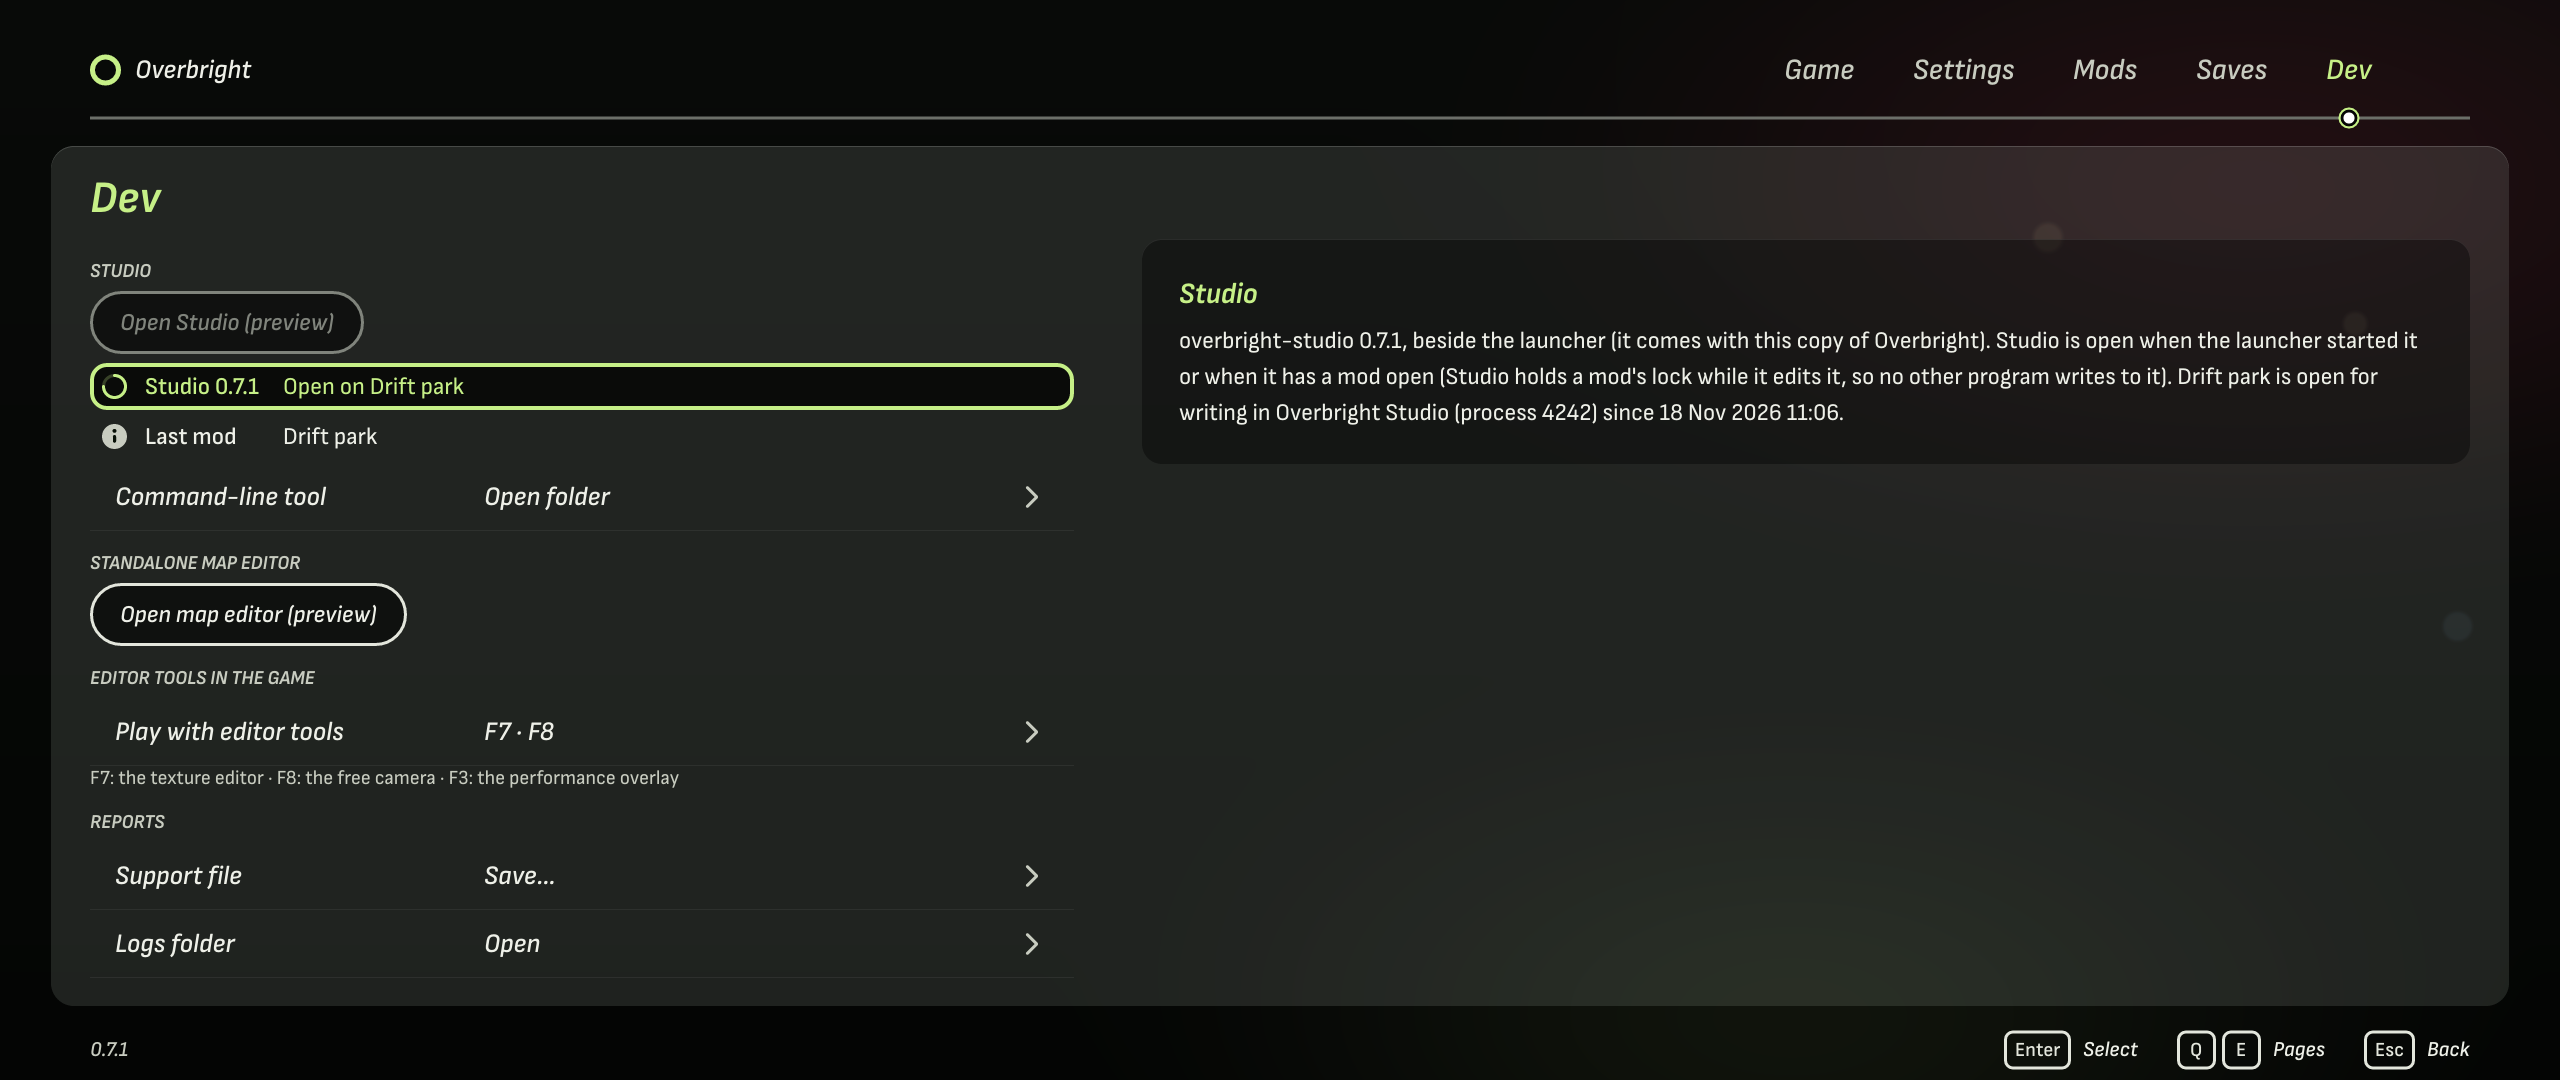 Overbright
Game Settings Mods Saves Dev
Dev
STUDIO
Open Studio (preview)
Studio 0.7.1 Open on Drift park
Last mod Drift park
Command-line tool Open folder
STANDALONE MAP EDITOR
Open map editor (preview)
EDITOR TOOLS IN THE GAME
Play with editor tools F7 · F8
F7: the texture editor · F8: the free camera · F3: the performance overlay
REPORTS
Support file Save...
Logs folder Open
Studio
overbright-studio 0.7.1, beside the launcher (it comes with this copy of Overbright). Studio is open when the launcher started it
or when it has a mod open (Studio holds a mod's lock while it edits it, so no other program writes to it). Drift park is open for
writing in Overbright Studio (process 4242) since 18 Nov 2026 11:06.
0.7.1
Enter Select Q E Pages Esc Back